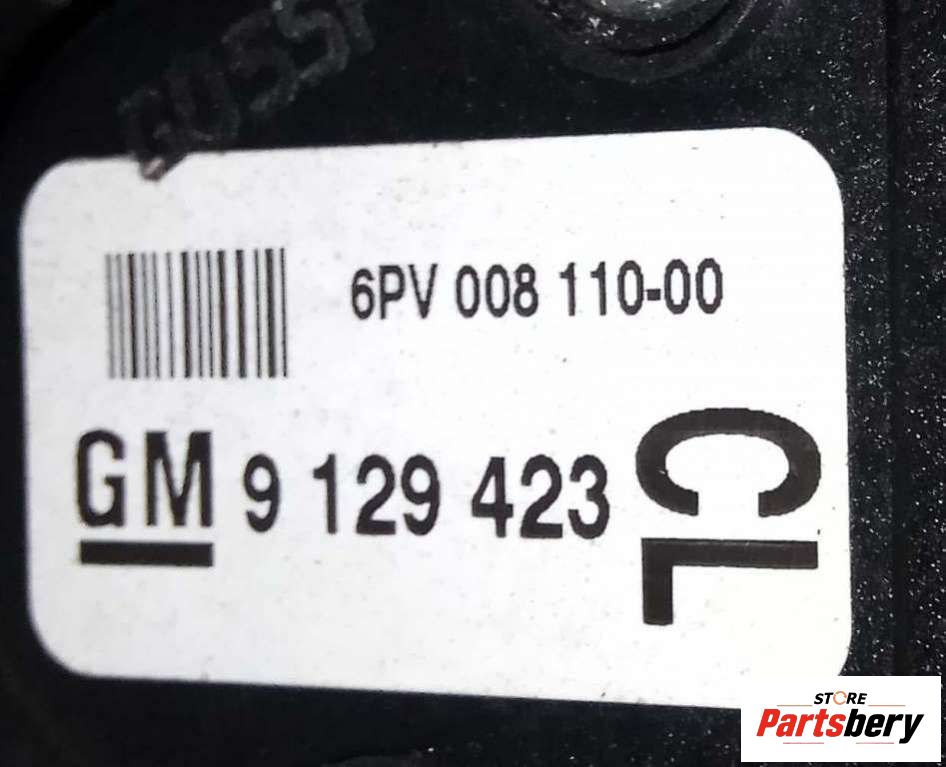 6PV 008 110-00
GM 9 129 423
CL
STORE
Partsbery